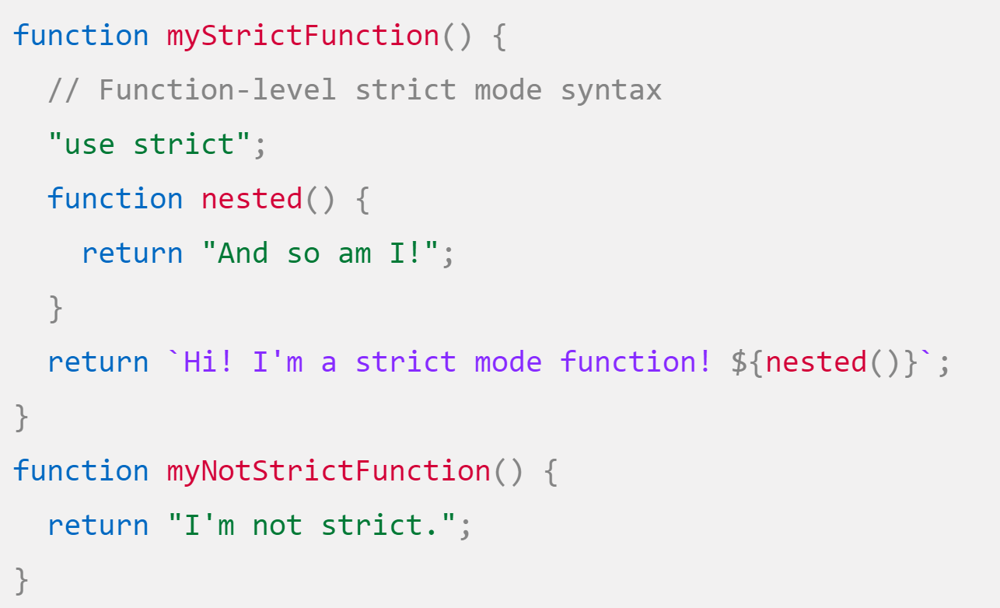 function myStrictFunction() {
  // Function-level strict mode syntax
  "use strict";
  function nested() {
    return "And so am I!";
  }
  return `Hi! I'm a strict mode function! ${nested()}`;
}
function myNotStrictFunction() {
  return "I'm not strict.";
}